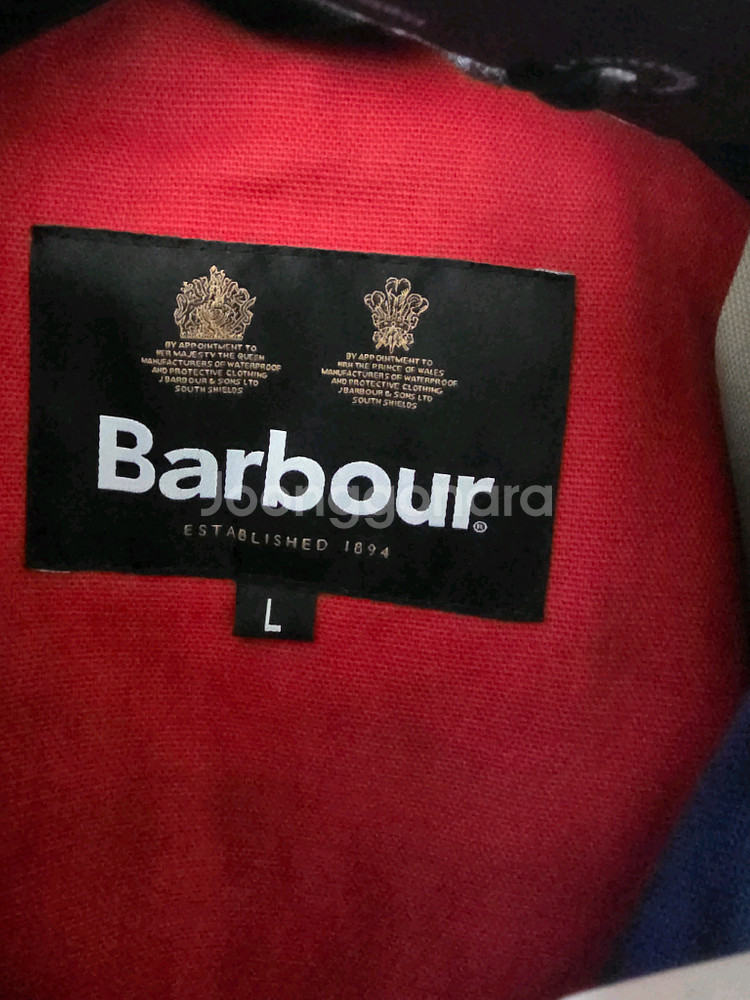 BY APPOINTMENT TO
HER MAJESTY THE QUEEN
MANUFACTURERS OF WATERPROOF
AND PROTECTIVE CLOTHING
J BARBOUR & SONS LTD
SOUTH SHIELDS
BY APPOINTMENT TO
HRH THE PRINCE OF WALES
MANUFACTURERS OF WATERPROOF
AND PROTECTIVE CLOTHING
J BARBOUR & SONS LTD
SOUTH SHIELDS
Barbour®
Joonggonara
ESTABLISHED 1894
L